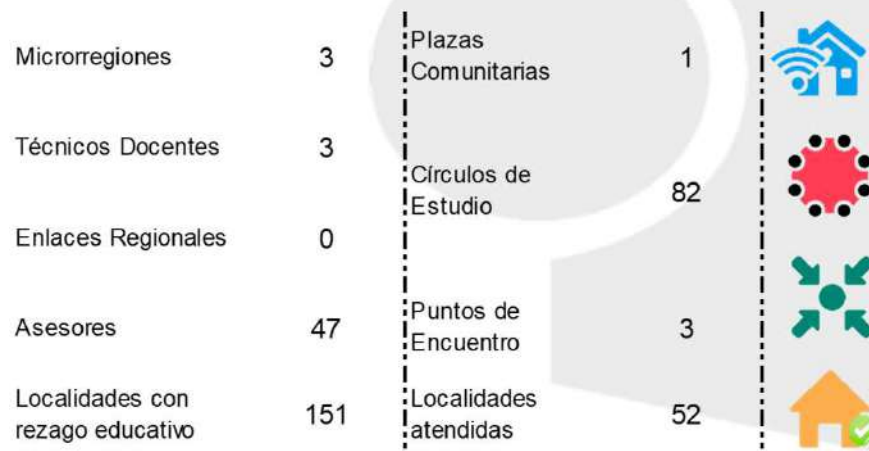 Microrregiones 3
Técnicos Docentes 3
Enlaces Regionales 0
Asesores 47
Localidades con
rezago educativo 151
Plazas
Comunitarias 1
Círculos de
Estudio 82
Puntos de
Encuentro 3
Localidades
atendidas 52